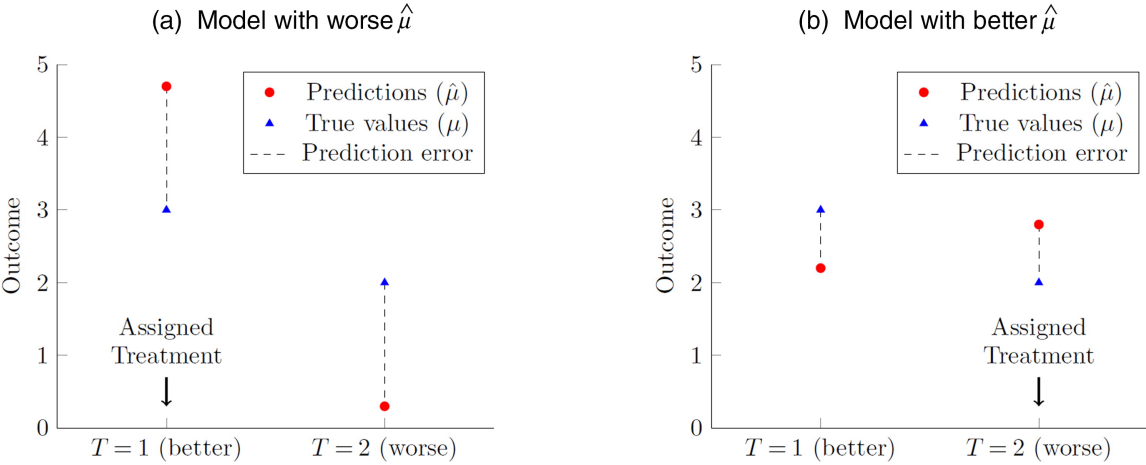 (a) Model with worse μ̂
5
4
3
2
1
0
Outcome
Predictions (μ̂)
True values (μ)
Prediction error
Assigned
Treatment
T = 1 (better)
T = 2 (worse)
(b) Model with better μ̂
5
4
3
2
1
0
Outcome
Predictions (μ̂)
True values (μ)
Prediction error
Assigned
Treatment
T = 1 (better)
T = 2 (worse)